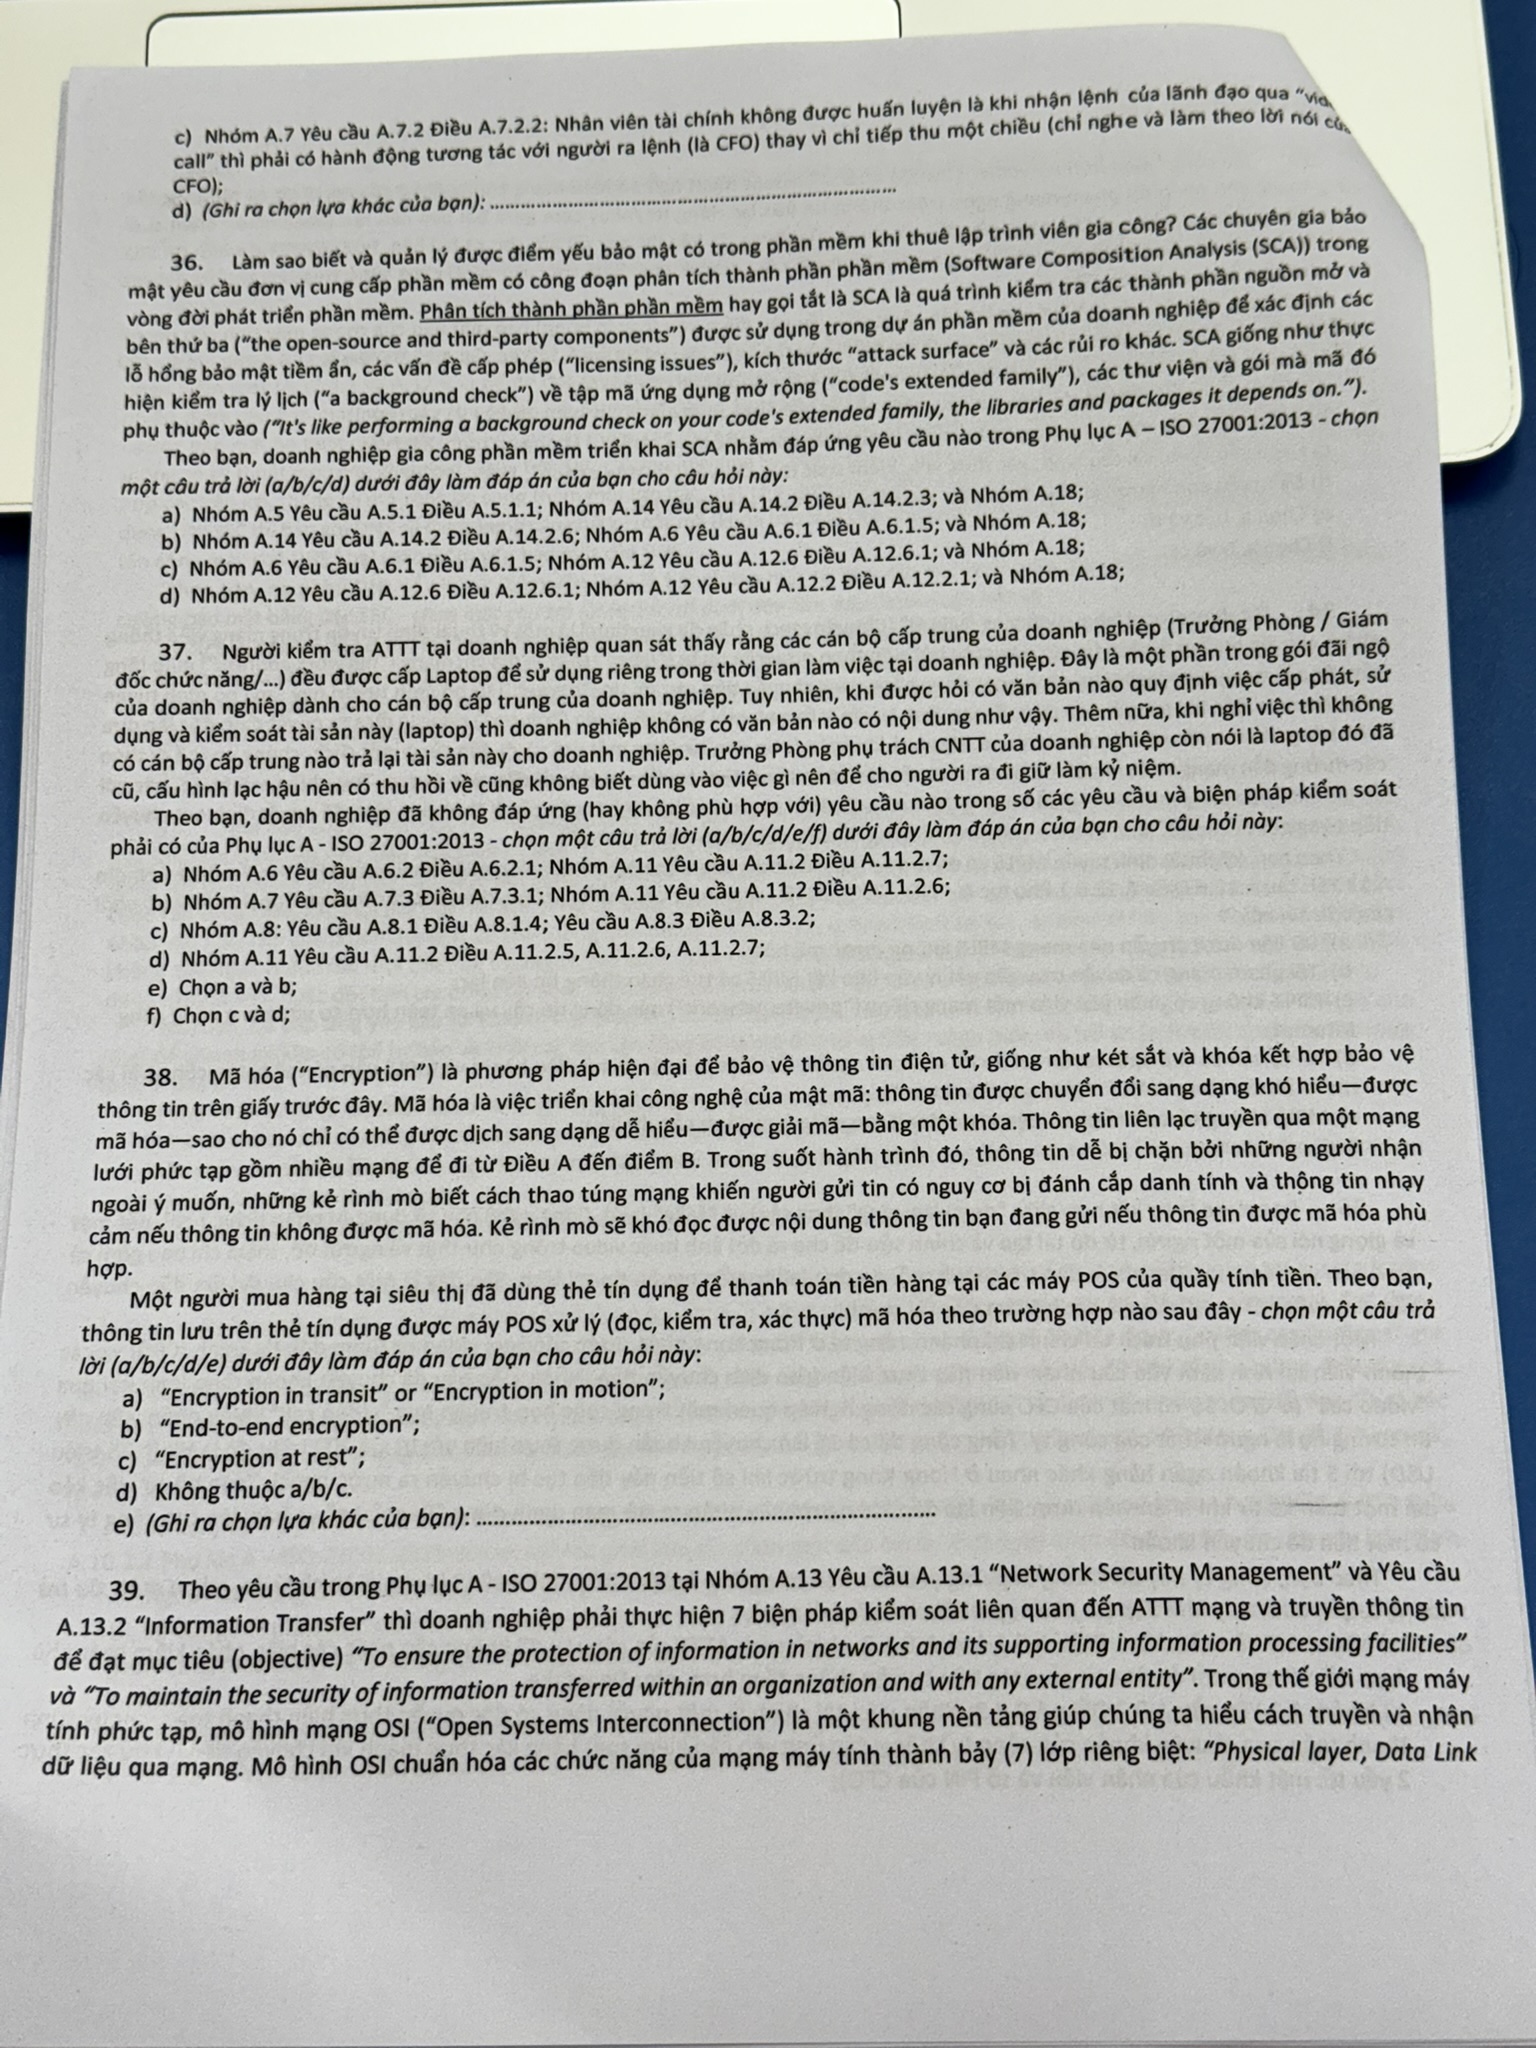 c) Nhóm A.7 Yêu cầu A.7.2 Điều A.7.2.2: Nhân viên tài chính không được huấn luyện là khi nhận lệnh của lãnh đạo qua
call” thì phải có hành động tương tác với người ra lệnh (là CFO) thay vì chỉ tiếp thu một chiều (chỉ nghe và làm theo lời nói
CFO);
d) (Ghi ra chọn lựa khác của bạn): ....................
36. Làm sao biết và quản lý được điểm yếu bảo mật có trong phần mềm khi thuê lập trình viên gia công? Các chuyên gia bảo
mật yêu cầu đơn vị cung cấp phần mềm có công đoạn phân tích thành phần phần mềm (Software Composition Analysis (SCA)) trong
vòng đời phát triển phần mềm. Phân tích thành phần phần mềm hay gọi tắt là SCA là quá trình kiểm tra các thành phần nguồn mở và
bên thứ ba (“the open-source and third-party components”) được sử dụng trong dự án phần mềm của doanh nghiệp để xác định các
lỗ hổng bảo mật tiềm ẩn, các vấn đề cấp phép (“licensing issues”), kích thước “attack surface” và các rủi ro khác. SCA giống như thực
hiện kiểm tra lý lịch (“a background check”) về tập mã ứng dụng mở rộng (“code's extended family”), các thư viện và gói mà mã đó
phụ thuộc vào (“It's like performing a background check on your code's extended family, the libraries and packages it depends on.”).
Theo bạn, doanh nghiệp gia công phần mềm triển khai SCA nhằm đáp ứng yêu cầu nào trong Phụ lục A – ISO 27001:2013 - chọn
một câu trả lời (a/b/c/d) dưới đây làm đáp án của bạn cho câu hỏi này:
a) Nhóm A.5 Yêu cầu A.5.1 Điều A.5.1.1; Nhóm A.14 Yêu cầu A.14.2 Điều A.14.2.3; và Nhóm A.18;
b) Nhóm A.14 Yêu cầu A.14.2 Điều A.14.2.6; Nhóm A.6 Yêu cầu A.6.1 Điều A.6.1.5; và Nhóm A.18;
c) Nhóm A.6 Yêu cầu A.6.1 Điều A.6.1.5; Nhóm A.12 Yêu cầu A.12.6 Điều A.12.6.1; và Nhóm A.18;
d) Nhóm A.12 Yêu cầu A.12.6 Điều A.12.6.1; Nhóm A.12 Yêu cầu A.12.2 Điều A.12.2.1; và Nhóm A.18;
37. Người kiểm tra ATTT tại doanh nghiệp quan sát thấy rằng các cán bộ cấp trung của doanh nghiệp (Trưởng Phòng / Giám
đốc chức năng/...) đều được cấp Laptop để sử dụng riêng trong thời gian làm việc tại doanh nghiệp. Đây là một phần trong gói đãi ngộ
của doanh nghiệp dành cho cán bộ cấp trung của doanh nghiệp. Tuy nhiên, khi được hỏi có văn bản nào quy định việc cấp phát, sử
dụng và kiểm soát tài sản này (laptop) thì doanh nghiệp không có văn bản nào có nội dung như vậy. Thêm nữa, khi nghỉ việc thì không
có cán bộ cấp trung nào trả lại tài sản này cho doanh nghiệp. Trưởng Phòng phụ trách CNTT của doanh nghiệp còn nói là laptop đó đã
cũ, cấu hình lạc hậu nên có thu hồi về cũng không biết dùng vào việc gì nên để cho người ra đi giữ làm kỷ niệm.
Theo bạn, doanh nghiệp đã không đáp ứng (hay không phù hợp với) yêu cầu nào trong số các yêu cầu và biện pháp kiểm soát
phải có của Phụ lục A - ISO 27001:2013 - chọn một câu trả lời (a/b/c/d/e/f) dưới đây làm đáp án của bạn cho câu hỏi này:
a) Nhóm A.6 Yêu cầu A.6.2 Điều A.6.2.1; Nhóm A.11 Yêu cầu A.11.2 Điều A.11.2.7;
b) Nhóm A.7 Yêu cầu A.7.3 Điều A.7.3.1; Nhóm A.11 Yêu cầu A.11.2 Điều A.11.2.6;
c) Nhóm A.8: Yêu cầu A.8.1 Điều A.8.1.4; Yêu cầu A.8.3 Điều A.8.3.2;
d) Nhóm A.11 Yêu cầu A.11.2 Điều A.11.2.5, A.11.2.6, A.11.2.7;
e) Chọn a và b;
f) Chọn c và d;
38. Mã hóa (“Encryption”) là phương pháp hiện đại để bảo vệ thông tin điện tử, giống như két sắt và khóa kết hợp bảo vệ
thông tin trên giấy trước đây. Mã hóa là việc triển khai công nghệ của mật mã: thông tin được chuyển đổi sang dạng khó hiểu—được
mã hóa—sao cho nó chỉ có thể được dịch sang dạng dễ hiểu—được giải mã—bằng một khóa. Thông tin liên lạc truyền qua một mạng
lưới phức tạp gồm nhiều mạng để đi từ Điều A đến điểm B. Trong suốt hành trình đó, thông tin dễ bị chặn bởi những người nhận
ngoài ý muốn, những kẻ rình mò biết cách thao túng mạng khiến người gửi tin có nguy cơ bị đánh cắp danh tính và thông tin nhạy
cảm nếu thông tin không được mã hóa. Kẻ rình mò sẽ khó đọc được nội dung thông tin bạn đang gửi nếu thông tin được mã hóa phù
hợp.
Một người mua hàng tại siêu thị đã dùng thẻ tín dụng để thanh toán tiền hàng tại các máy POS của quầy tính tiền. Theo bạn,
thông tin lưu trên thẻ tín dụng được máy POS xử lý (đọc, kiểm tra, xác thực) mã hóa theo trường hợp nào sau đây - chọn một câu trả
lời (a/b/c/d/e) dưới đây làm đáp án của bạn cho câu hỏi này:
a) “Encryption in transit” or “Encryption in motion”;
b) “End-to-end encryption”;
c) “Encryption at rest”;
d) Không thuộc a/b/c.
e) (Ghi ra chọn lựa khác của bạn): ....................
39. Theo yêu cầu trong Phụ lục A - ISO 27001:2013 tại Nhóm A.13 Yêu cầu A.13.1 “Network Security Management” và Yêu cầu
A.13.2 “Information Transfer” thì doanh nghiệp phải thực hiện 7 biện pháp kiểm soát liên quan đến ATTT mạng và truyền thông tin
để đạt mục tiêu (objective) “To ensure the protection of information in networks and its supporting information processing facilities”
và “To maintain the security of information transferred within an organization and with any external entity”. Trong thế giới mạng máy
tính phức tạp, mô hình mạng OSI (“Open Systems Interconnection”) là một khung nền tảng giúp chúng ta hiểu cách truyền và nhận
dữ liệu qua mạng. Mô hình OSI chuẩn hóa các chức năng của mạng máy tính thành bảy (7) lớp riêng biệt: “Physical layer, Data Link